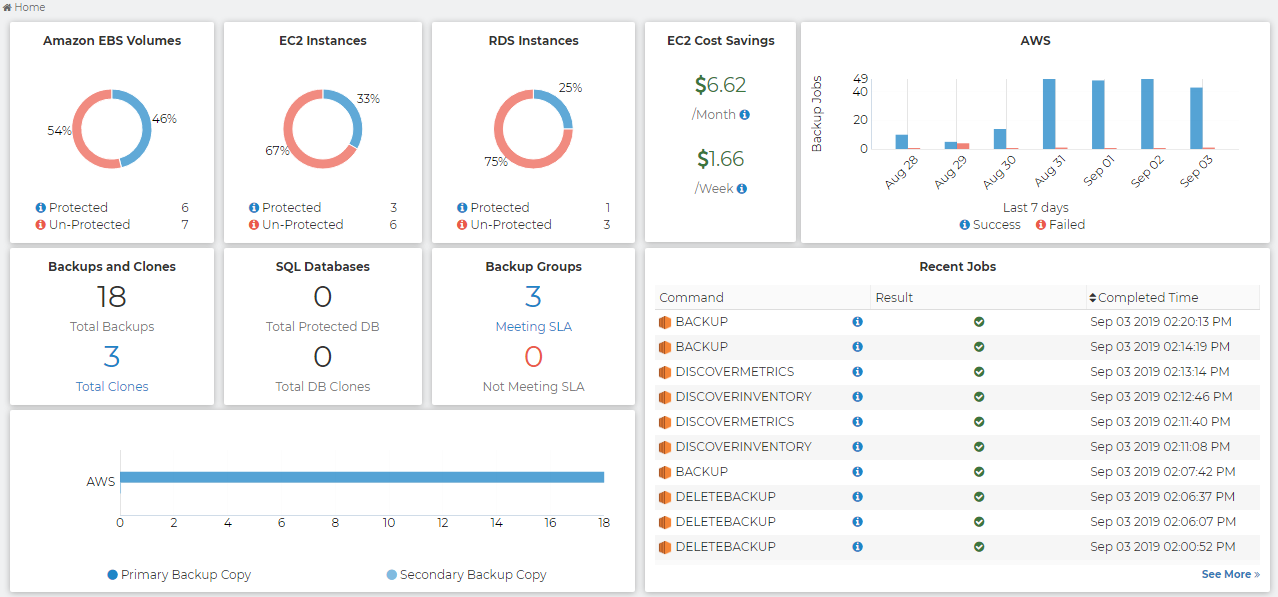 Home
Amazon EBS Volumes
54%
46%
Protected 6
Un-Protected 7
EC2 Instances
33%
67%
Protected 3
Un-Protected 6
RDS Instances
25%
75%
Protected 1
Un-Protected 3
EC2 Cost Savings
$6.62
/Month
$1.66
/Week
AWS
Backup Jobs
49
40
20
0
Aug 28
Aug 29
Aug 30
Aug 31
Sep 01
Sep 02
Sep 03
Last 7 days
Success Failed
Backups and Clones
18
Total Backups
3
Total Clones
SQL Databases
0
Total Protected DB
0
Total DB Clones
Backup Groups
3
Meeting SLA
0
Not Meeting SLA
AWS
0 2 4 6 8 10 12 14 16 18
Primary Backup Copy Secondary Backup Copy
Recent Jobs
Command Result Completed Time
BACKUP Sep 03 2019 02:20:13 PM
BACKUP Sep 03 2019 02:14:19 PM
DISCOVERMETRICS Sep 03 2019 02:13:14 PM
DISCOVERINVENTORY Sep 03 2019 02:12:46 PM
DISCOVERMETRICS Sep 03 2019 02:11:40 PM
DISCOVERINVENTORY Sep 03 2019 02:11:08 PM
BACKUP Sep 03 2019 02:07:42 PM
DELETEBACKUP Sep 03 2019 02:06:37 PM
DELETEBACKUP Sep 03 2019 02:06:07 PM
DELETEBACKUP Sep 03 2019 02:00:52 PM
See More »